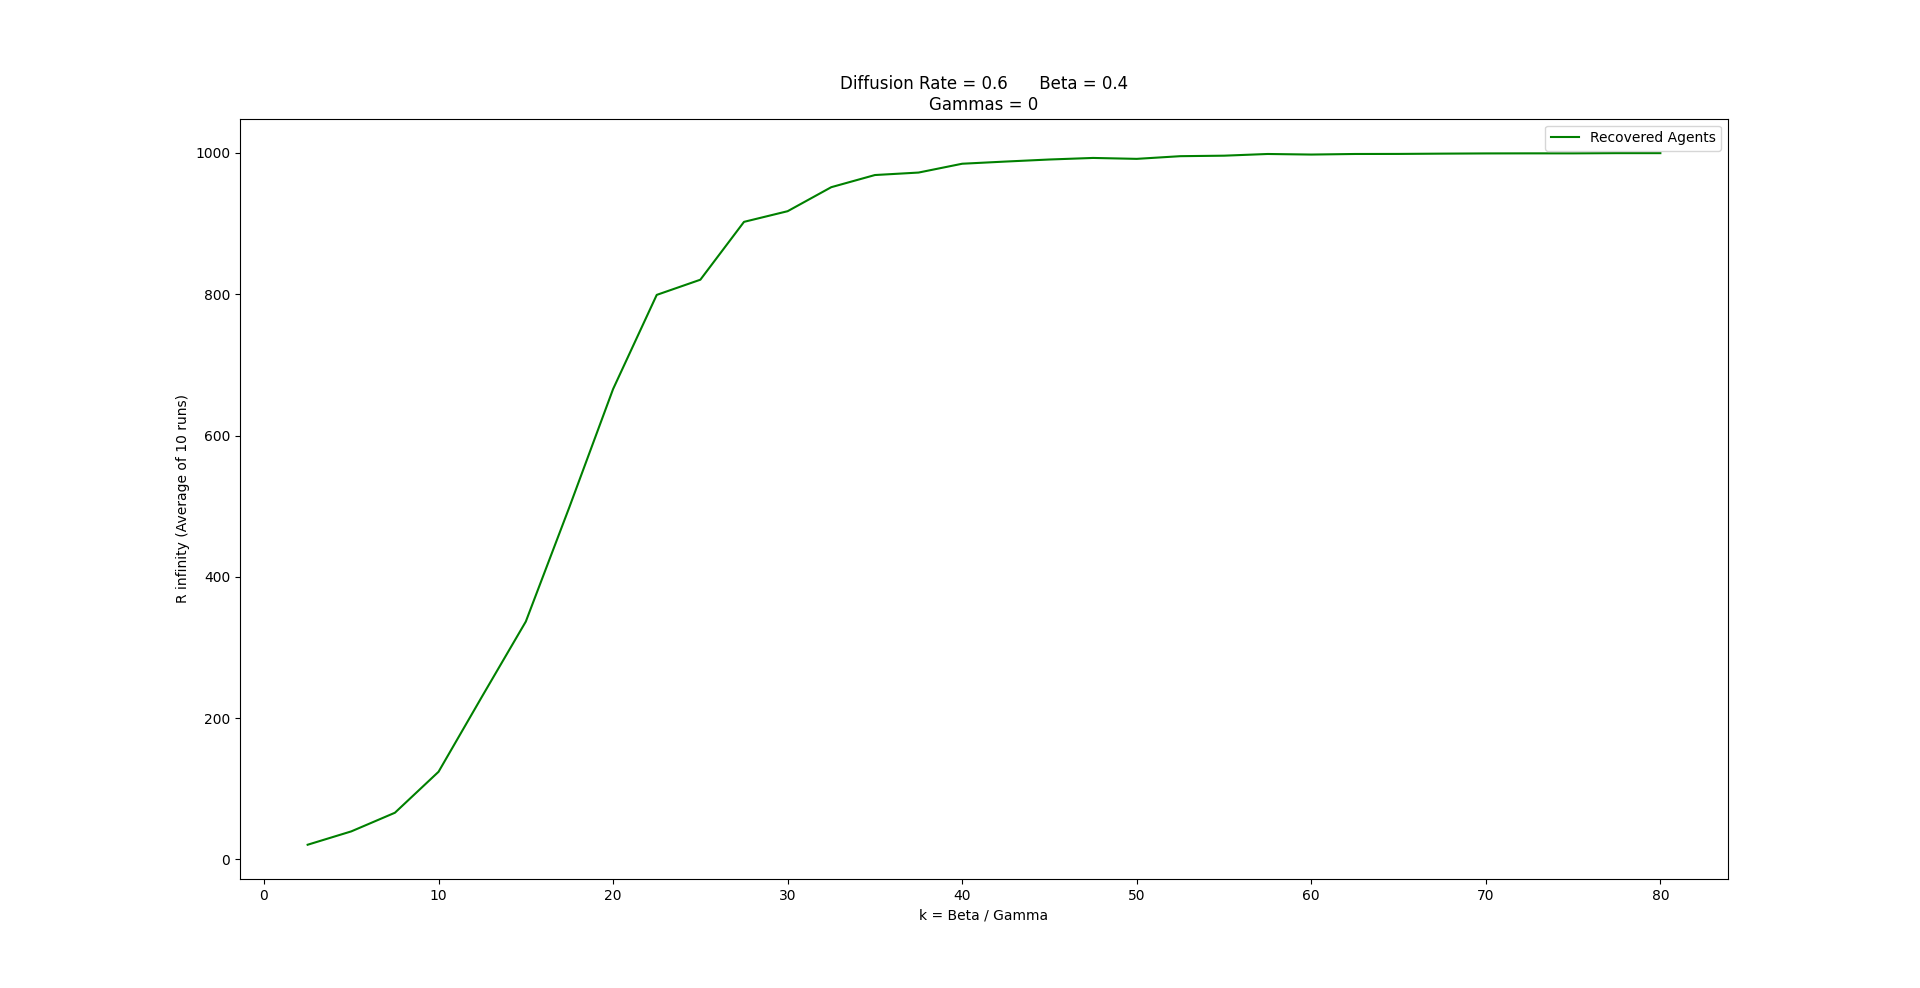 Diffusion Rate = 0.6      Beta = 0.4
Gammas = 0
Recovered Agents
R infinity (Average of 10 runs)
1000
800
600
400
200
0
0 10 20 30 40 50 60 70 80
k = Beta / Gamma